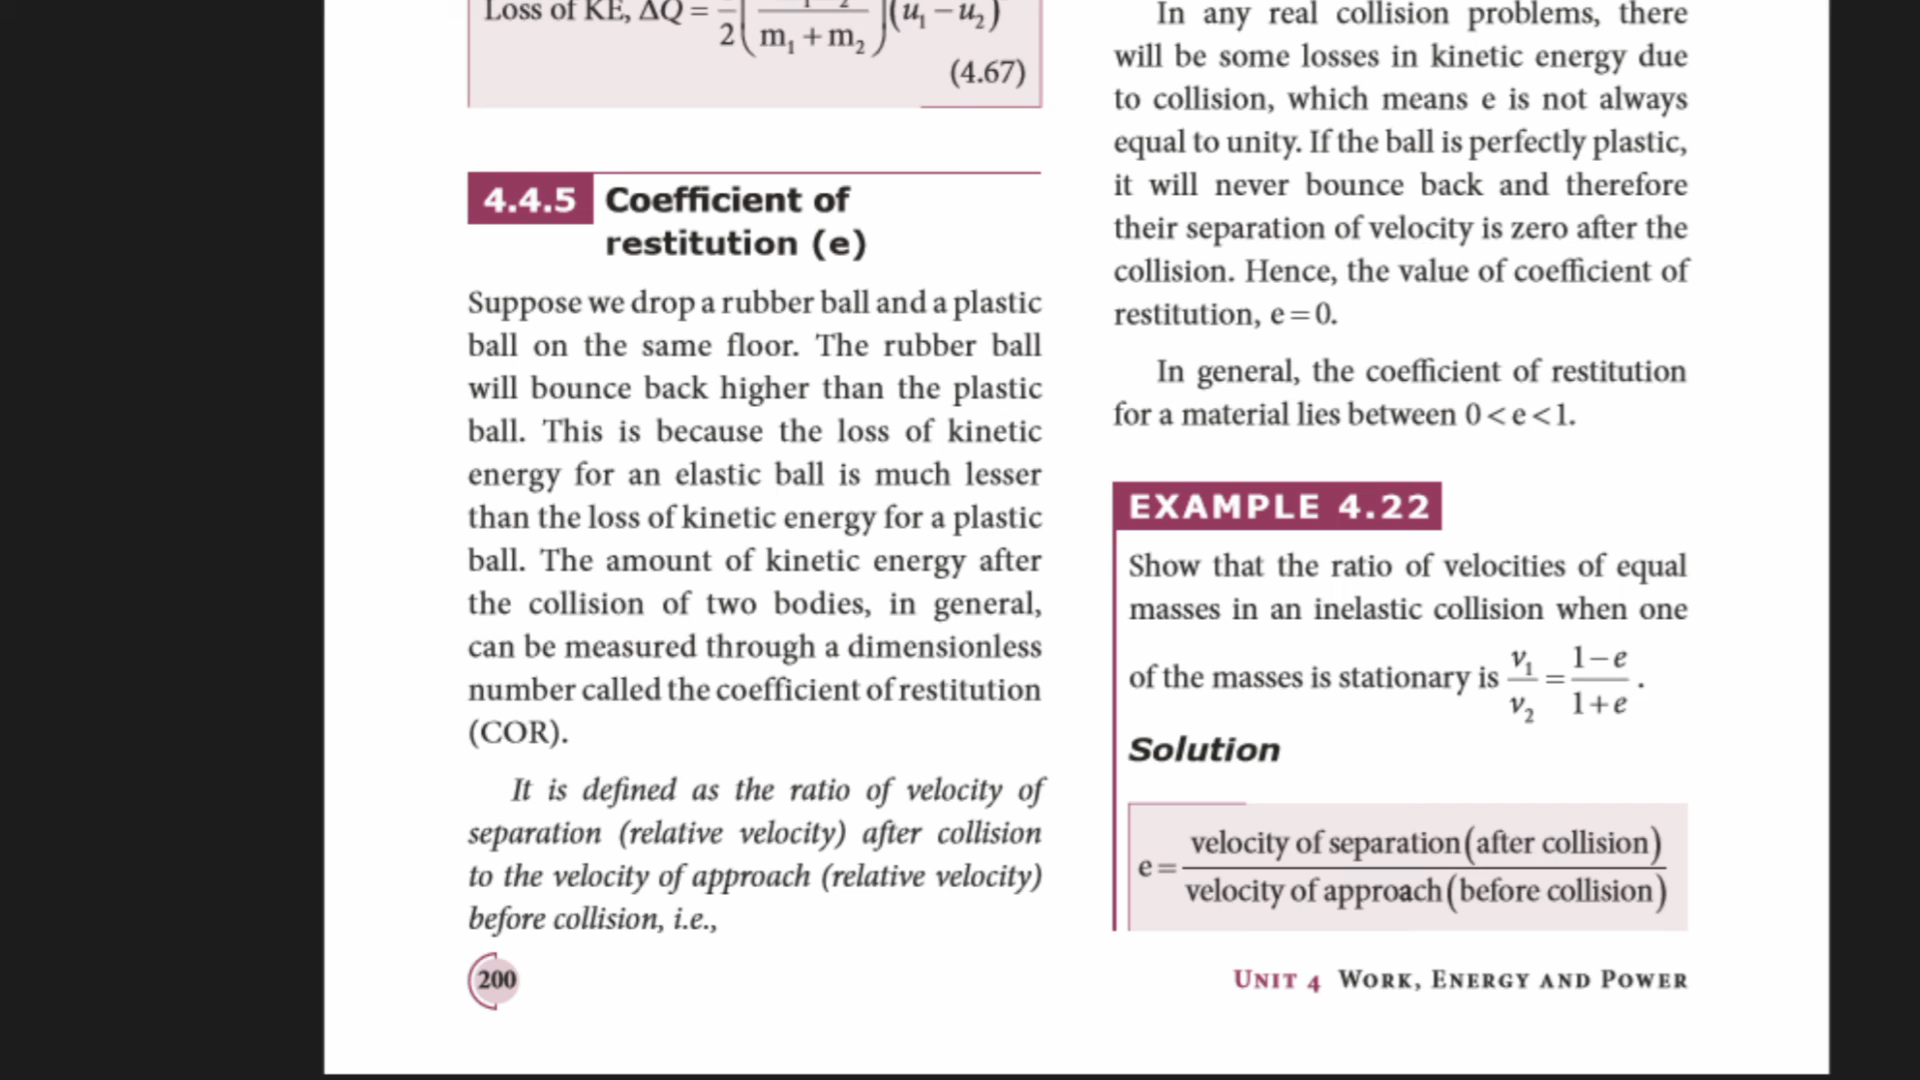 Loss of KE, ΔQ = 2 ( m₁ + m₂ ) (u₁ − u₂)
(4.67)
4.4.5 Coefficient of
restitution (e)
Suppose we drop a rubber ball and a plastic
ball on the same floor. The rubber ball
will bounce back higher than the plastic
ball. This is because the loss of kinetic
energy for an elastic ball is much lesser
than the loss of kinetic energy for a plastic
ball. The amount of kinetic energy after
the collision of two bodies, in general,
can be measured through a dimensionless
number called the coefficient of restitution
(COR).
It is defined as the ratio of velocity of
separation (relative velocity) after collision
to the velocity of approach (relative velocity)
before collision, i.e.,
200
In any real collision problems, there
will be some losses in kinetic energy due
to collision, which means e is not always
equal to unity. If the ball is perfectly plastic,
it will never bounce back and therefore
their separation of velocity is zero after the
collision. Hence, the value of coefficient of
restitution, e = 0.
In general, the coefficient of restitution
for a material lies between 0 < e < 1.
EXAMPLE 4.22
Show that the ratio of velocities of equal
masses in an inelastic collision when one
of the masses is stationary is v₁/v₂ = 1−e/1+e .
Solution
e = velocity of separation (after collision)
velocity of approach (before collision)
UNIT 4 WORK, ENERGY AND POWER